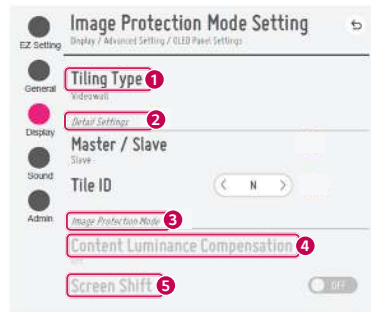 Image Protection Mode Setting
Display / Advanced Setting / OLED Panel Settings
EZ Setting
General
Display
Sound
Admin
Tiling Type 1
Videowall
Detail Settings 2
Master / Slave
Slave
Tile ID
< N >
Image Protection Mode 3
Content Luminance Compensation 4
Off
Screen Shift 5
OFF